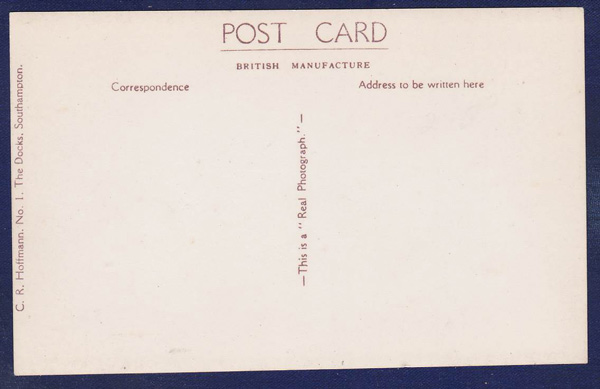 POST CARD
BRITISH MANUFACTURE
Correspondence
Address to be written here
—This is a "Real Photograph."—
C. R. Hoffmann, No. 1, The Docks, Southampton.